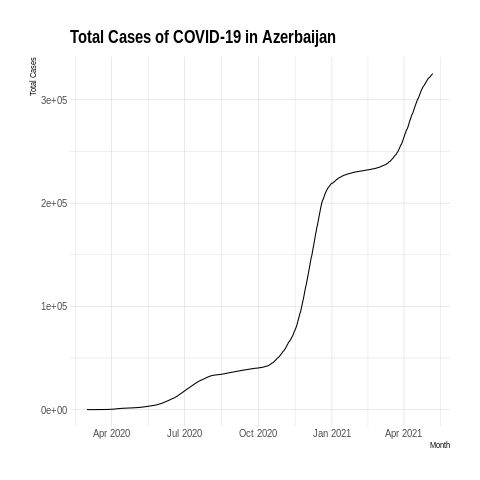 Total Cases of COVID-19 in Azerbaijan
Total Cases
3e+05
2e+05
1e+05
0e+00
Apr 2020 Jul 2020 Oct 2020 Jan 2021 Apr 2021
Month